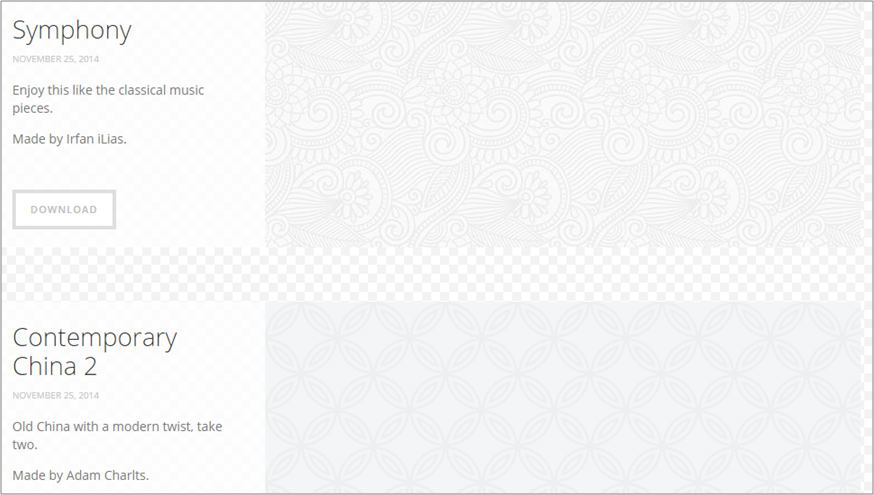 Symphony
NOVEMBER 25, 2014
Enjoy this like the classical music
pieces.
Made by Irfan iLias.
DOWNLOAD
Contemporary
China 2
NOVEMBER 25, 2014
Old China with a modern twist, take
two.
Made by Adam Charlts.